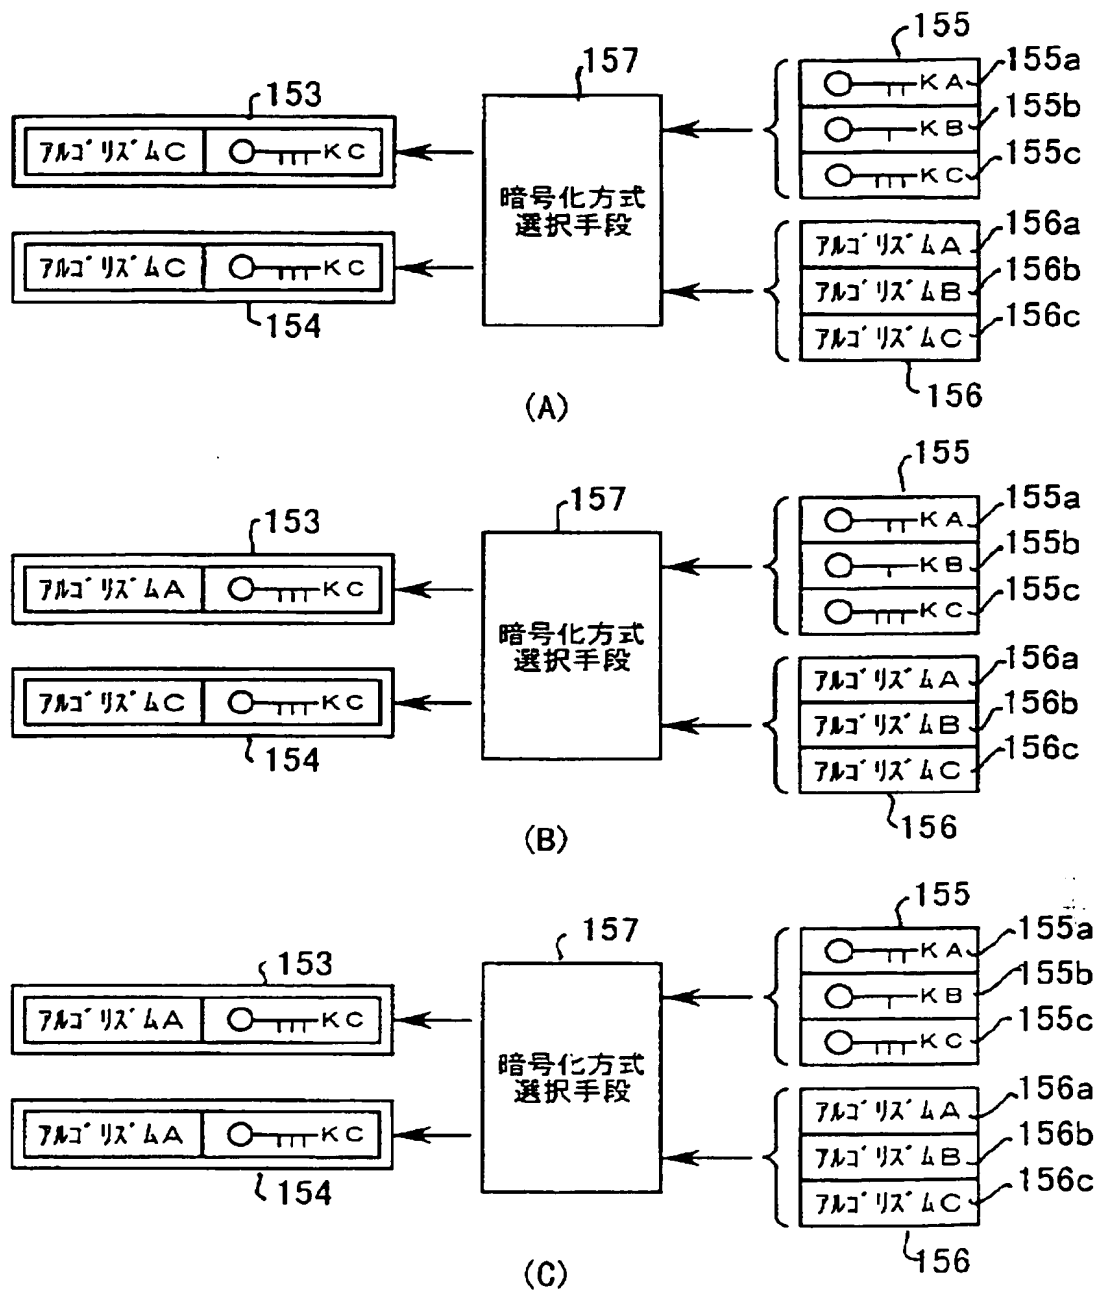 155
157
155a
KA
153
155b
KB
アルゴリズムC
KC
155c
KC
暗号化方式
選択手段
156a
アルゴリズムA
アルゴリズムC
KC
156b
アルゴリズムB
154
156c
アルゴリズムC
156
(A)
155
157
155a
KA
153
155b
KB
アルゴリズムA
KC
155c
KC
暗号化方式
選択手段
156a
アルゴリズムA
アルゴリズムC
KC
156b
アルゴリズムB
154
156c
アルゴリズムC
156
(B)
155
157
155a
KA
153
155b
KB
アルゴリズムA
KC
155c
KC
暗号化方式
選択手段
156a
アルゴリズムA
アルゴリズムA
KC
156b
アルゴリズムB
154
156c
アルゴリズムC
156
(C)